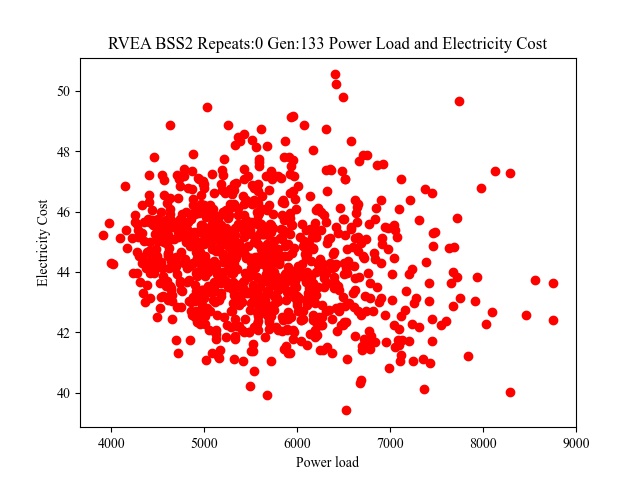 RVEA BSS2 Repeats:0 Gen:133 Power Load and Electricity Cost
Electricity Cost
50
48
46
44
42
40
4000 5000 6000 7000 8000 9000
Power load